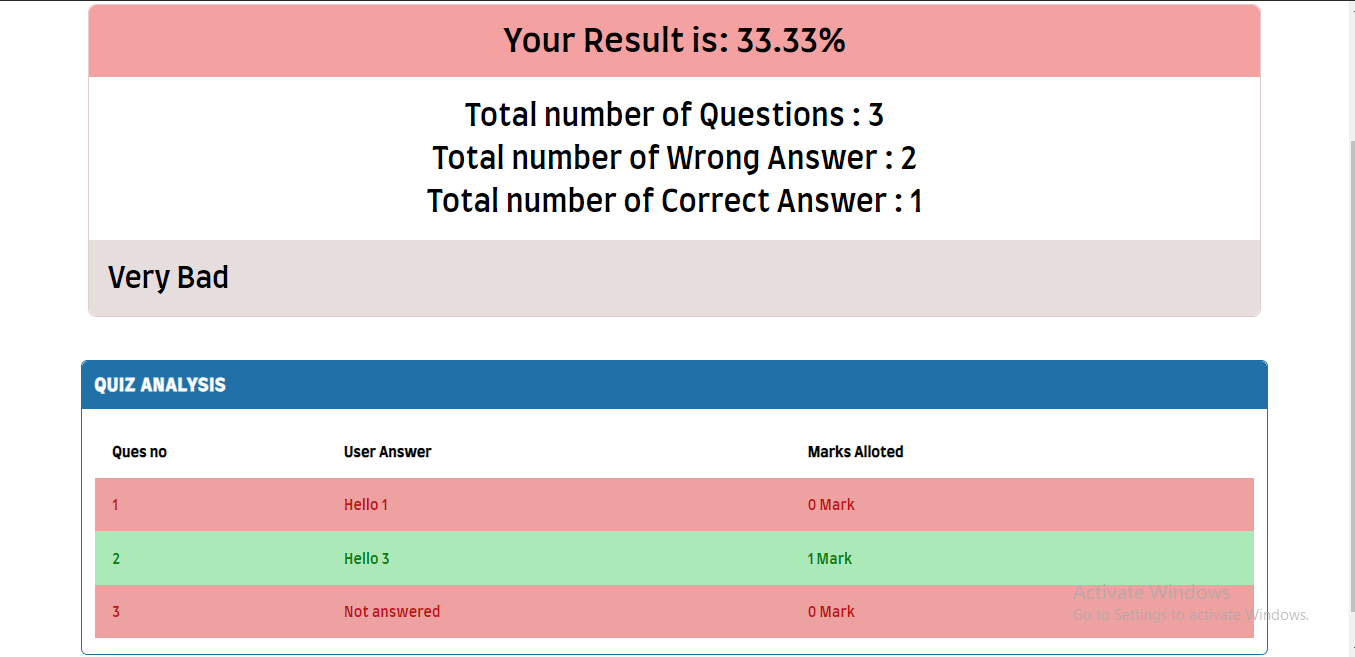 Your Result is: 33.33%
Total number of Questions : 3
Total number of Wrong Answer : 2
Total number of Correct Answer : 1
Very Bad
QUIZ ANALYSIS
Ques no User Answer Marks Alloted
1 Hello 1 0 Mark
2 Hello 3 1 Mark
3 Not answered 0 Mark
Activate Windows
Go to Settings to activate Windows.